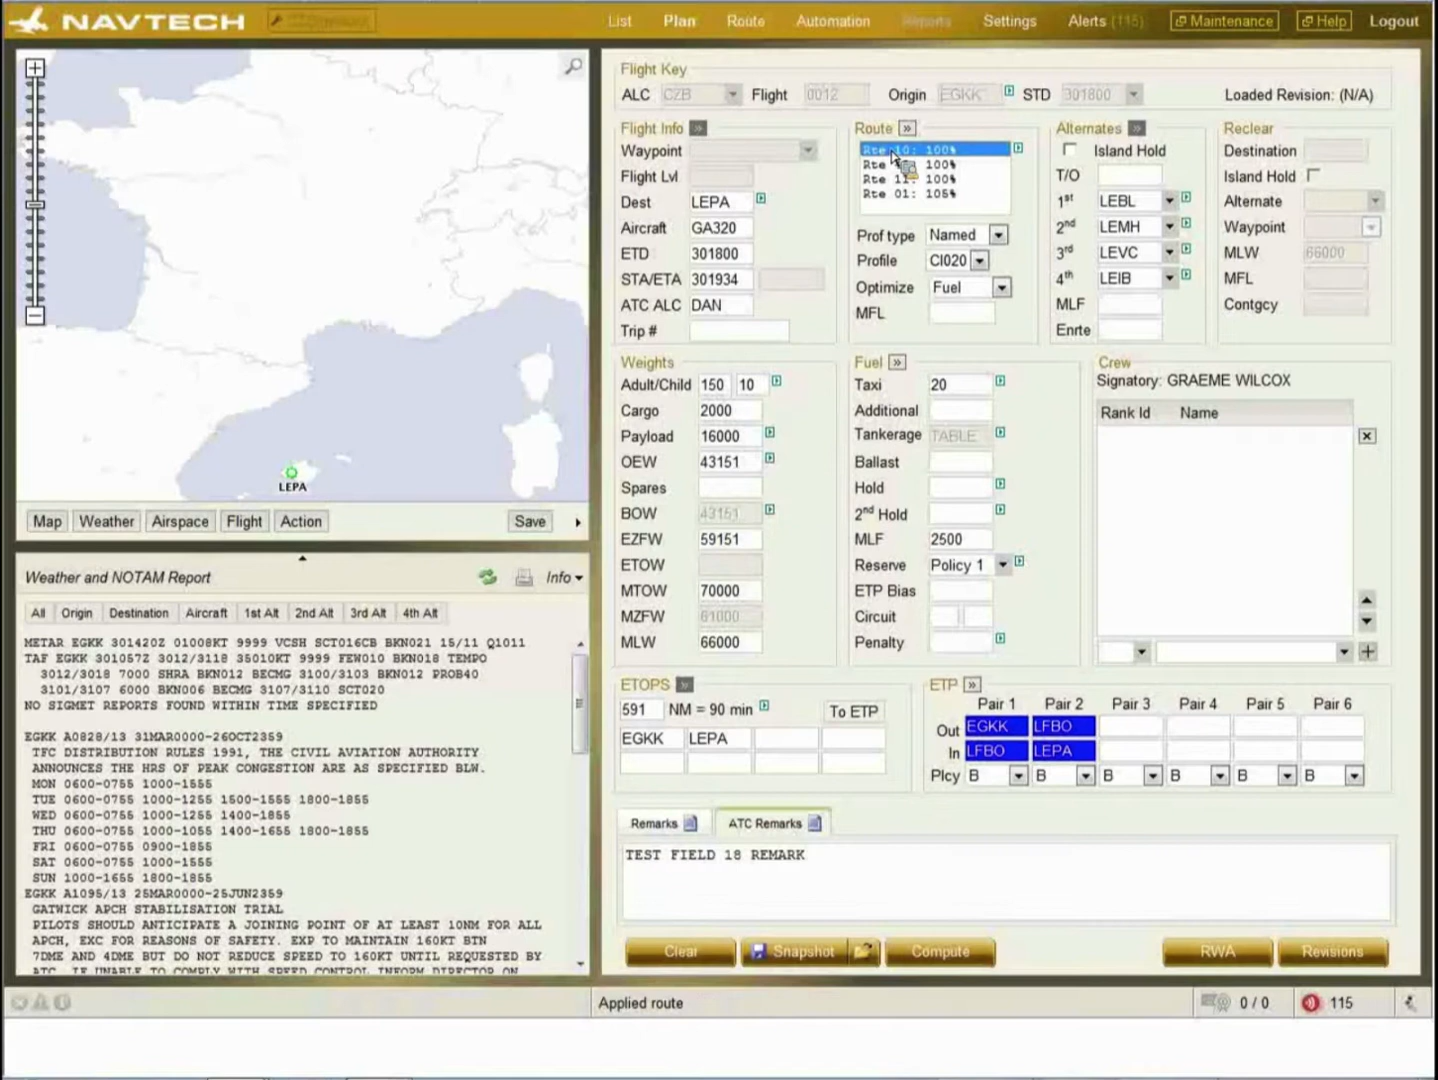 NAVTECH
List Plan Route Automation Reports Settings Alerts (115) Maintenance Help Logout
LEPA
Map Weather Airspace Flight Action Save
Weather and NOTAM Report Info
All Origin Destination Aircraft 1st Alt 2nd Alt 3rd Alt 4th Alt
METAR EGKK 301420Z 01008KT 9999 VCSH SCT016CB BKN021 15/11 Q1011
TAF EGKK 301057Z 3012/3118 35010KT 9999 FEW010 BKN018 TEMPO
3012/3018 7000 SHRA BKN012 BECMG 3100/3103 BKN012 PROB40
3101/3107 6000 BKN006 BECMG 3107/3110 SCT020
NO SIGMET REPORTS FOUND WITHIN TIME SPECIFIED
EGKK A0828/13 31MAR0000-26OCT2359
TFC DISTRIBUTION RULES 1991, THE CIVIL AVIATION AUTHORITY
ANNOUNCES THE HRS OF PEAK CONGESTION ARE AS SPECIFIED BLW.
MON 0600-0755 1000-1555
TUE 0600-0755 1000-1255 1500-1555 1800-1855
WED 0600-0755 1000-1255 1400-1855
THU 0600-0755 1000-1055 1400-1655 1800-1855
FRI 0600-0755 0900-1855
SAT 0600-0755 1000-1555
SUN 1000-1655 1800-1855
EGKK A1095/13 25MAR0000-25JUN2359
GATWICK APCH STABILISATION TRIAL
PILOTS SHOULD ANTICIPATE A JOINING POINT OF AT LEAST 10NM FOR ALL
APCH, EXC FOR REASONS OF SAFETY. EXP TO MAINTAIN 160KT BTN
7DME AND 4DME BUT DO NOT REDUCE SPEED TO 160KT UNTIL REQUESTED BY
ATC. IF UNABLE TO COMPLY WITH SPEED CONTROL INFORM DIRECTOR ON
Flight Key
ALC CZB Flight 0012 Origin EGKK STD 301800 Loaded Revision: (N/A)
Flight Info
Waypoint
Flight Lvl
Dest LEPA
Aircraft GA320
ETD 301800
STA/ETA 301934
ATC ALC DAN
Trip #
Route
Rte 10: 100%
Rte 100%
Rte 11: 100%
Rte 01: 105%
Prof type Named
Profile CI020
Optimize Fuel
MFL
Alternates
Island Hold
T/O
1st LEBL
2nd LEMH
3rd LEVC
4th LEIB
MLF
Enrte
Reclear
Destination
Island Hold
Alternate
Waypoint
MLW 66000
MFL
Contgcy
Weights
Adult/Child 150 10
Cargo 2000
Payload 16000
OEW 43151
Spares
BOW 43151
EZFW 59151
ETOW
MTOW 70000
MZFW 61000
MLW 66000
Fuel
Taxi 20
Additional
Tankerage TABLE
Ballast
Hold
2nd Hold
MLF 2500
Reserve Policy 1
ETP Bias
Circuit
Penalty
Crew
Signatory: GRAEME WILCOX
Rank Id Name
ETOPS
591 NM = 90 min To ETP
EGKK LEPA
ETP
Pair 1 Pair 2 Pair 3 Pair 4 Pair 5 Pair 6
Out EGKK LFBO
In LFBO LEPA
Plcy B B B B B B
Remarks ATC Remarks
TEST FIELD 18 REMARK
Clear Snapshot Compute RWA Revisions
Applied route 0 / 0 115